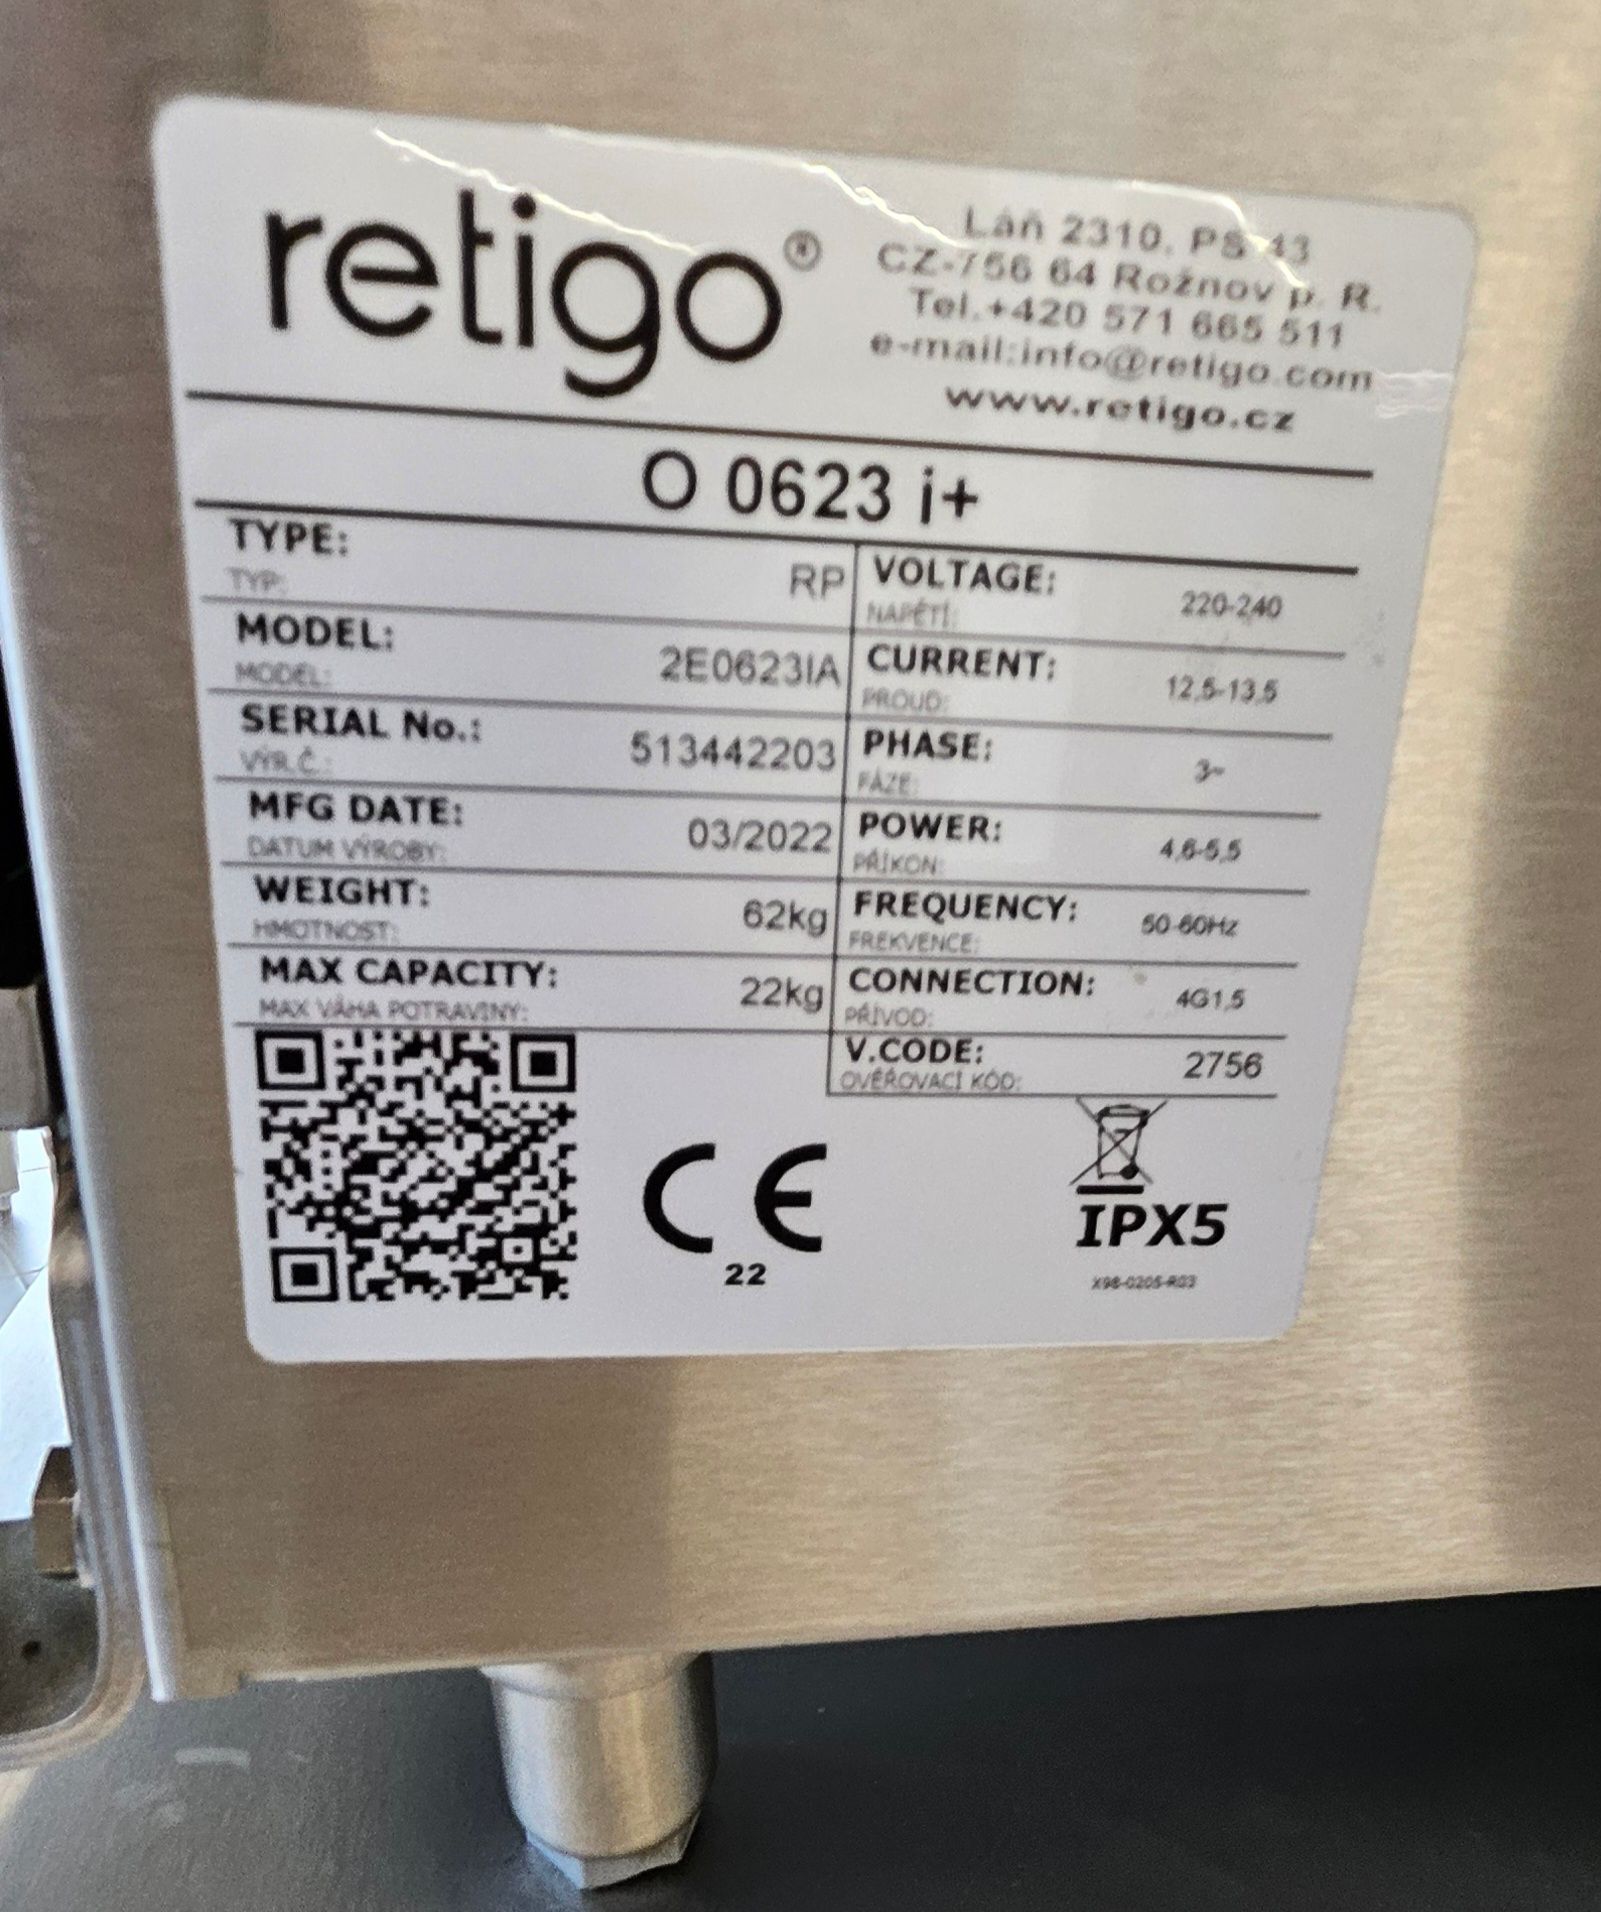 retigo®
Láň 2310, PS 43
CZ-756 64 Rožnov p. R.
Tel.+420 571 665 511
e-mail:info@retigo.com
www.retigo.cz
O 0623 i+
TYPE: RP
TYP:
VOLTAGE: 220-240
NAPĚTÍ:
MODEL: 2E0623IA
MODEL:
CURRENT: 12,5-13,5
PROUD:
SERIAL No.: 513442203
VÝR.Č.:
PHASE: 3~
FÁZE:
MFG DATE: 03/2022
DATUM VÝROBY:
POWER: 4,6-5,5
PŘÍKON:
WEIGHT: 62kg
HMOTNOST:
FREQUENCY: 50-60Hz
FREKVENCE:
MAX CAPACITY: 22kg
MAX VÁHA POTRAVINY:
CONNECTION: 4G1,5
PŘÍVOD:
V.CODE: 2756
OVĚŘOVACÍ KÓD:
CE
22
IPX5
X98-0205-R03